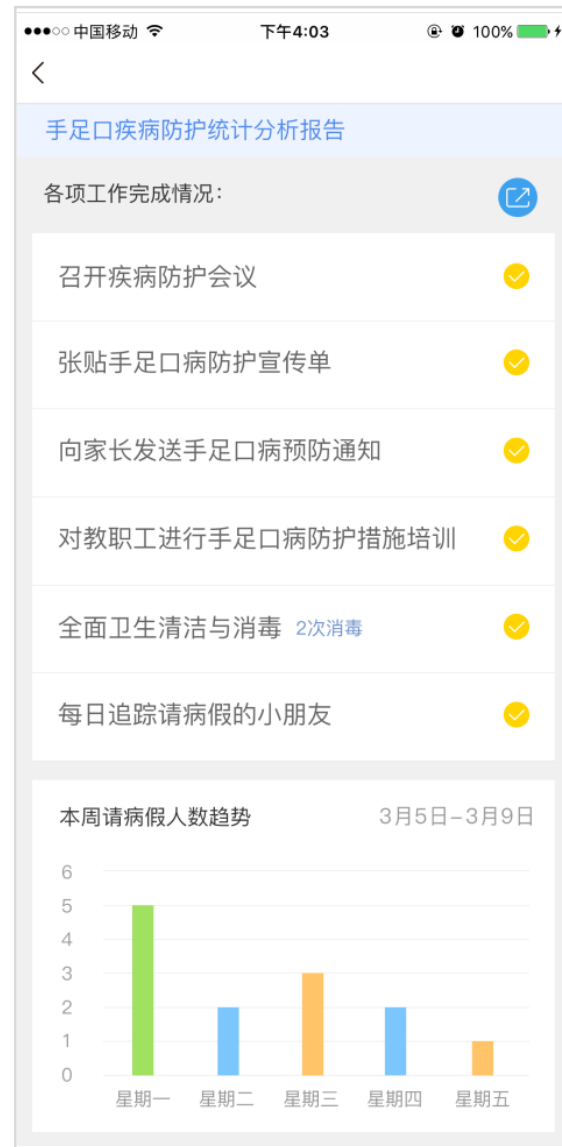 中国移动 下午4:03 100%
手足口疾病防护统计分析报告
各项工作完成情况：
召开疾病防护会议
张贴手足口病防护宣传单
向家长发送手足口病预防通知
对教职工进行手足口病防护措施培训
全面卫生清洁与消毒 2次消毒
每日追踪请病假的小朋友
本周请病假人数趋势 3月5日-3月9日
6
5
4
3
2
1
0
星期一 星期二 星期三 星期四 星期五